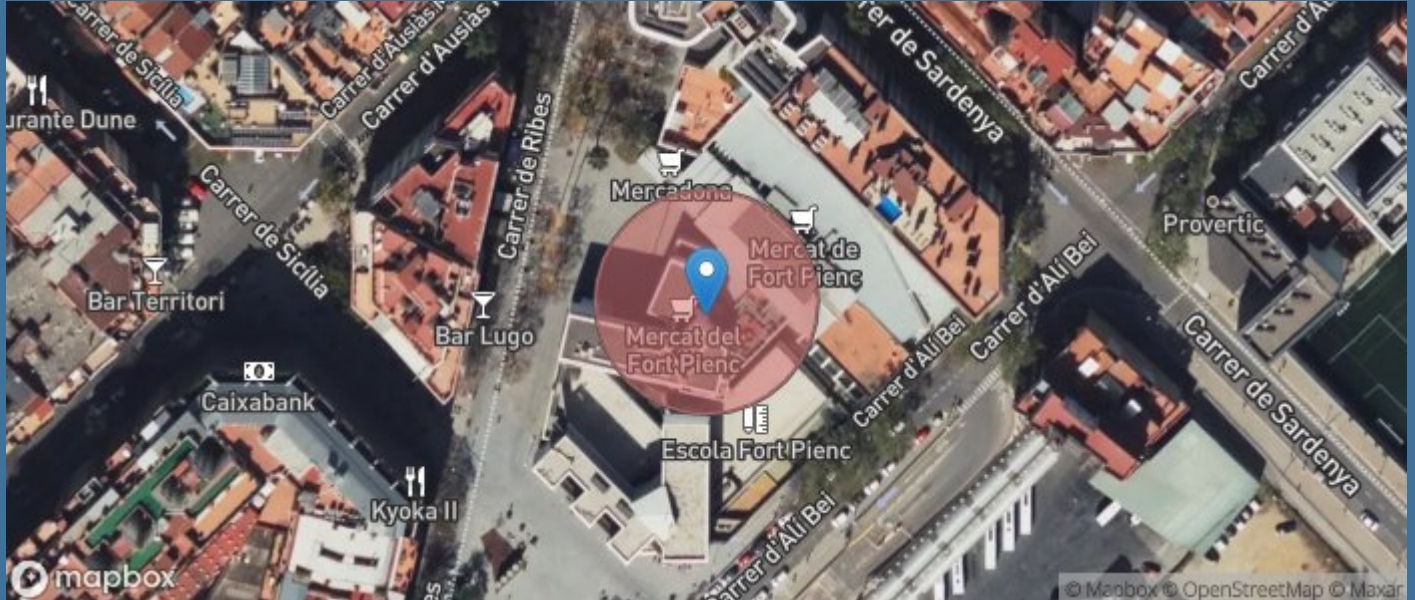 Carrer de Sicília
Carrer d'Ausiàs M
Carrer d'Ausiàs
Carrer de Sardenya
Carrer d'A
urante Dune
Carrer de Ribes
Mercadona
Carrer de Sicília
Mercat de
Fort Pienc
Provertic
Bar Territori
Bar Lugo
Mercat del
Fort Pienc
Carrer d'Alí Bei
Carrer d'Alí Bei
Carrer de Sardenya
Caixabank
Escola Fort Pienc
Kyoka II
Carrer d'Alí Bei
es
mapbox
© Mapbox © OpenStreetMap © Maxar